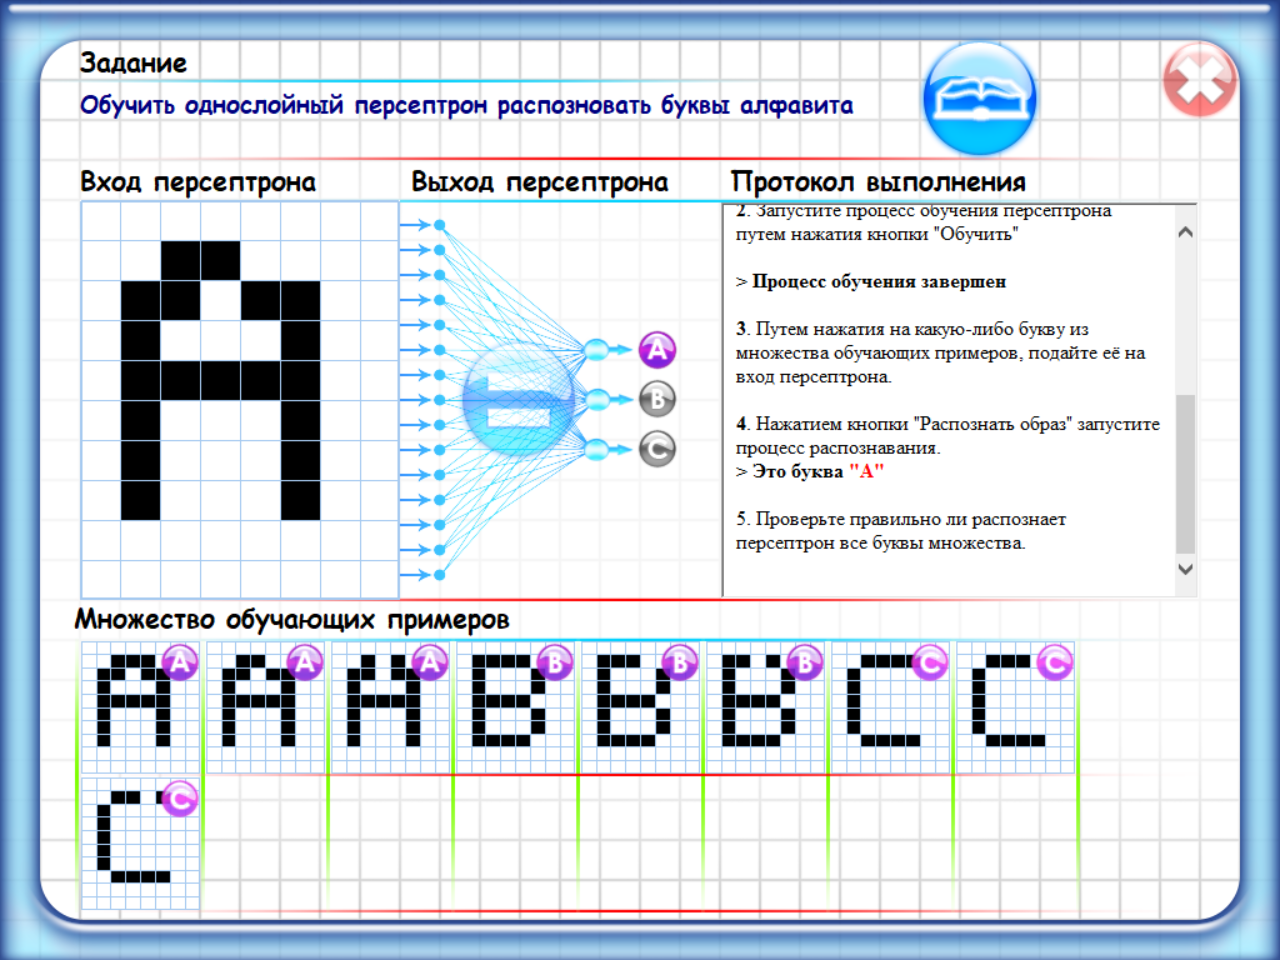 Задание
Обучить однослойный персептрон распозновать буквы алфавита
Вход персептрона
Выход персептрона
Протокол выполнения
2. Запустите процесс обучения персептрона
путем нажатия кнопки "Обучить"
> Процесс обучения завершен
3. Путем нажатия на какую-либо букву из
множества обучающих примеров, подайте её на
вход персептрона.
4. Нажатием кнопки "Распознать образ" запустите
процесс распознавания.
> Это буква "А"
5. Проверьте правильно ли распознает
персептрон все буквы множества.
A
B
C
Множество обучающих примеров
A A A B B B C C
C